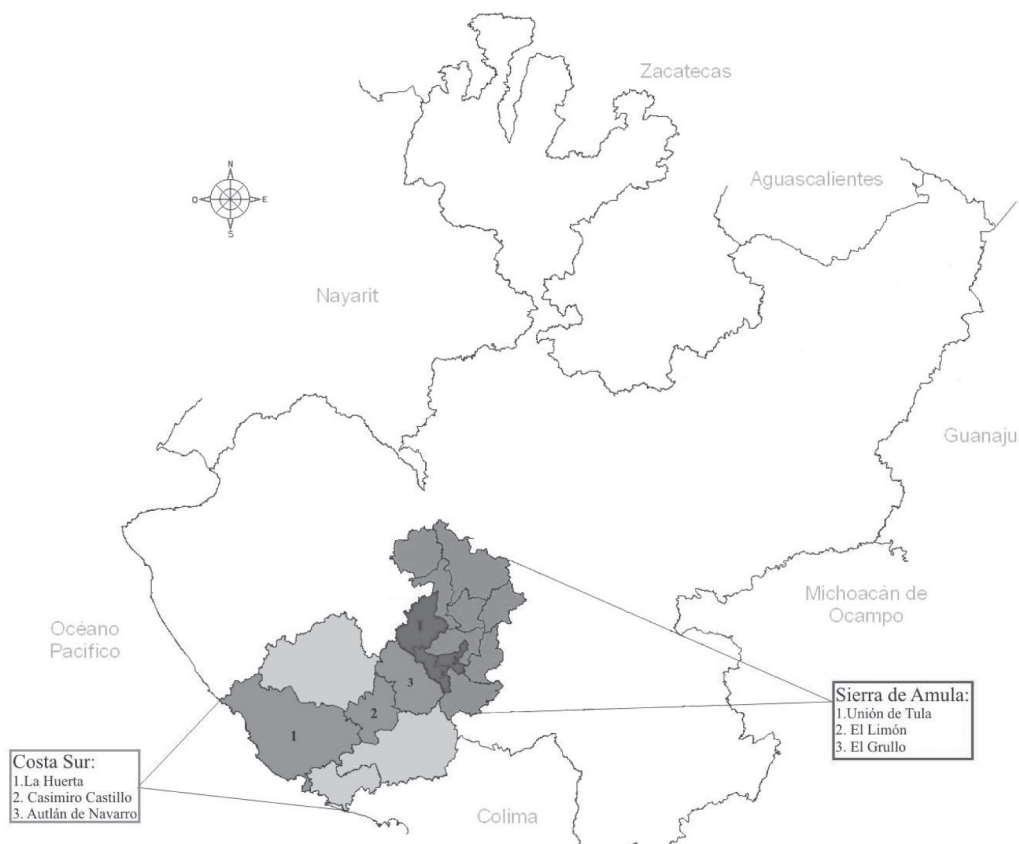 Zacatecas
Aguascalientes
N
O E
S
Nayarit
Guanaju
Michoacán de
Ocampo
Océano
Pacifico
1
3
2
1
Sierra de Amula:
1.Unión de Tula
2. El Limón
3. El Grullo
Costa Sur:
1.La Huerta
2. Casimiro Castillo
3. Autlán de Navarro
Colima